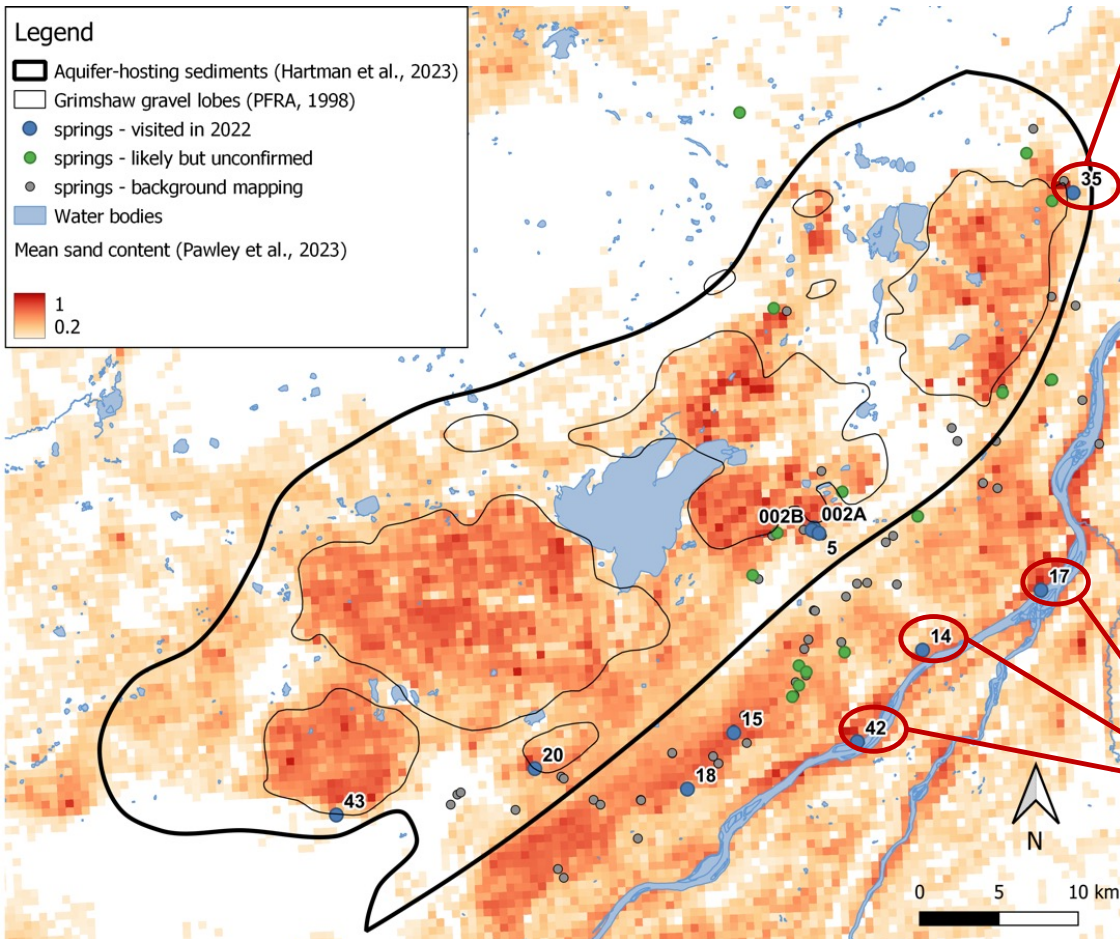 Legend
Aquifer-hosting sediments (Hartman et al., 2023)
Grimshaw gravel lobes (PFRA, 1998)
springs - visited in 2022
springs - likely but unconfirmed
springs - background mapping
Water bodies
Mean sand content (Pawley et al., 2023)
1
0.2
35
002B 002A
5
17
14
42
15
18
20
43
N
0 5 10 km